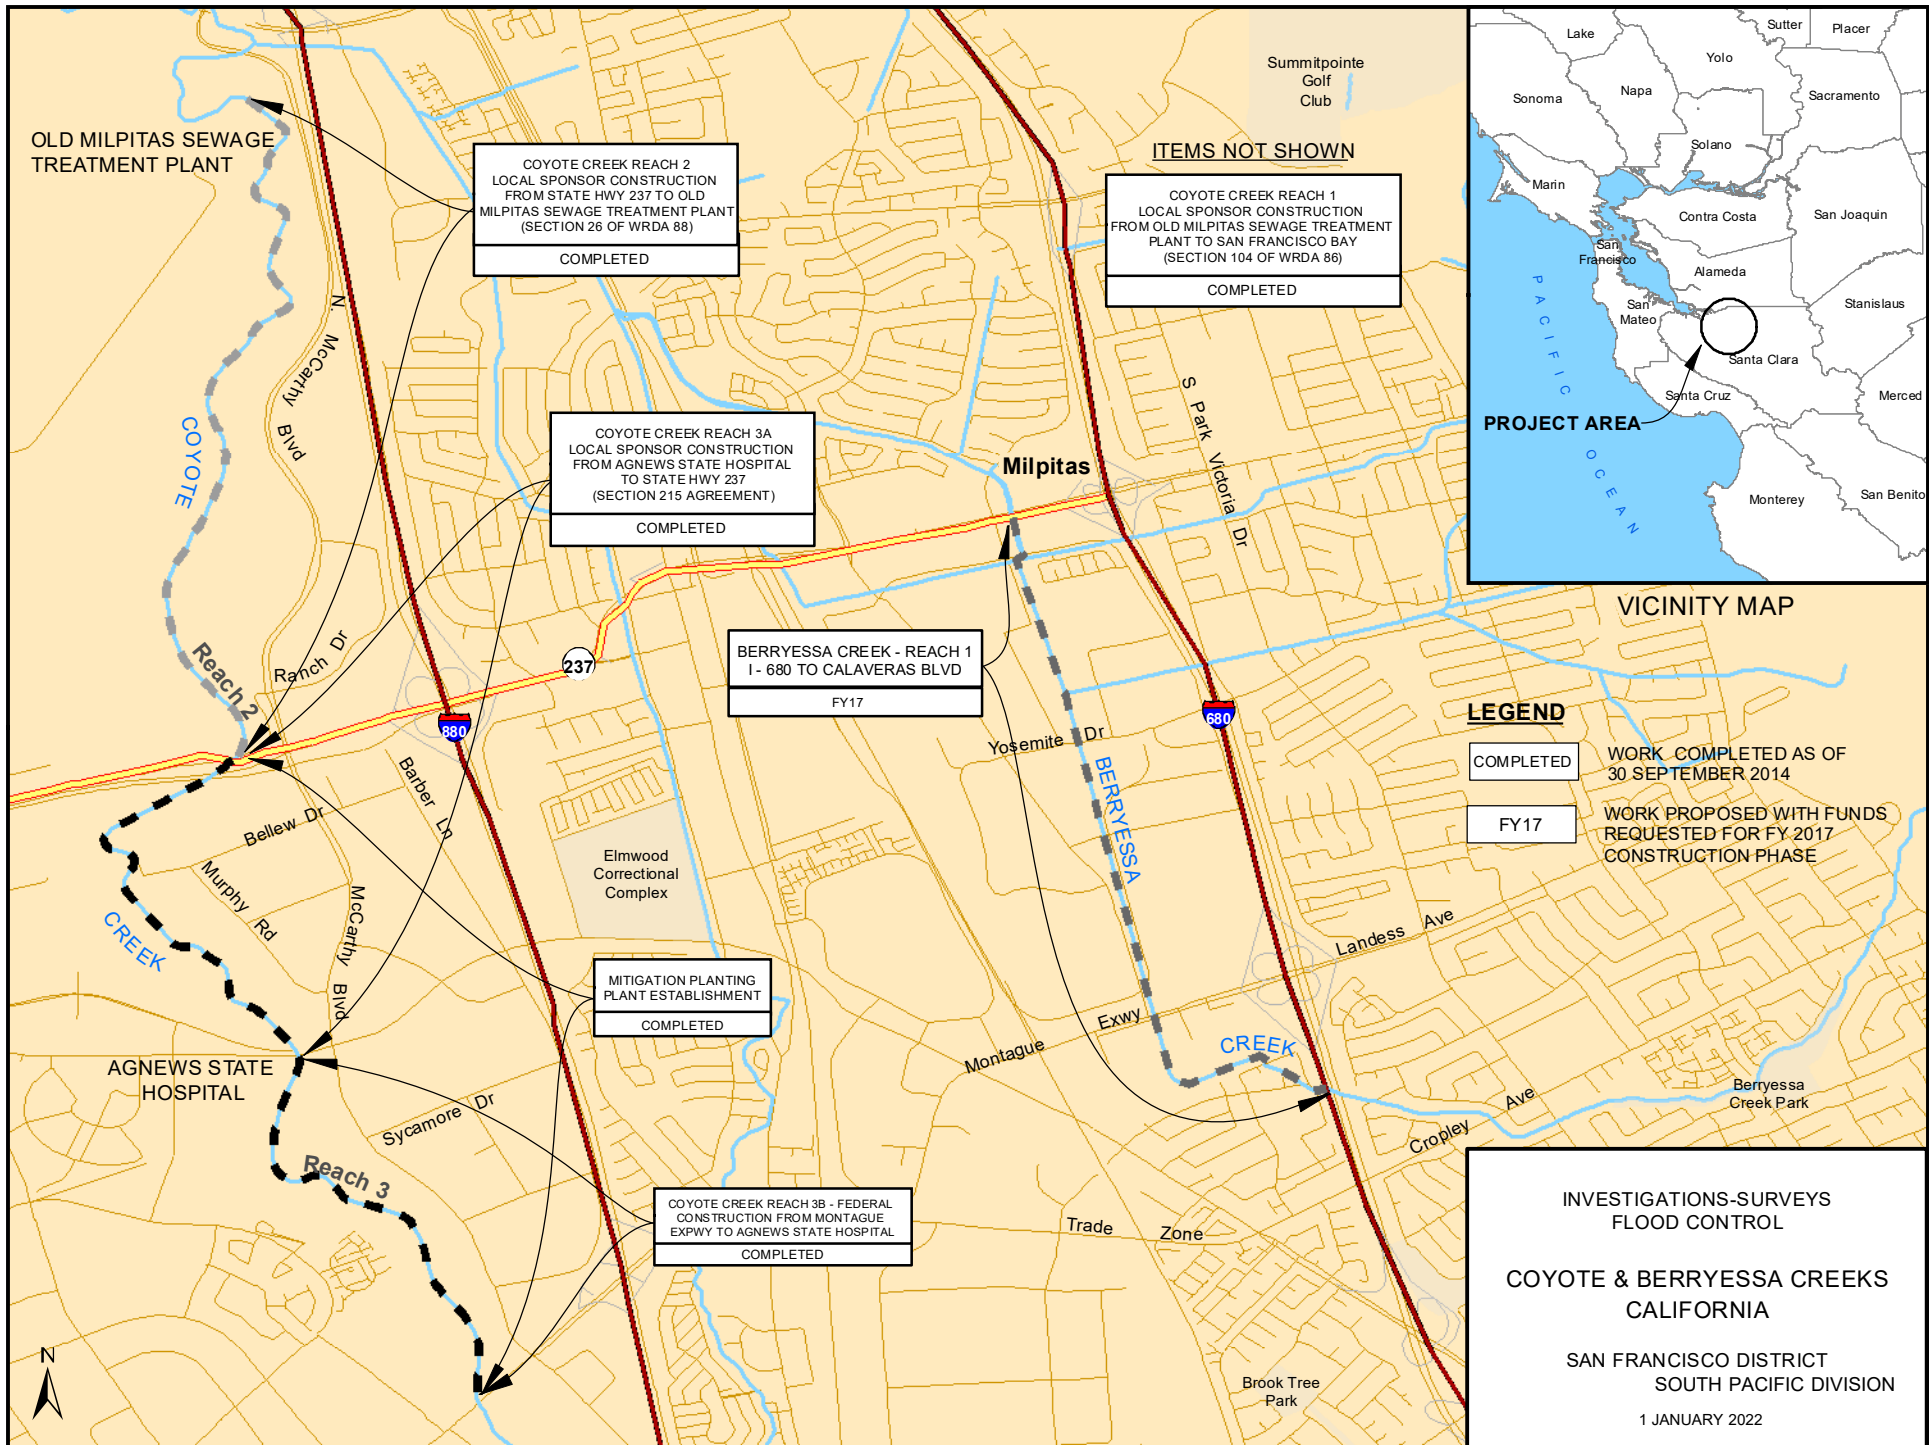 OLD MILPITAS SEWAGE
TREATMENT PLANT
COYOTE CREEK REACH 2
LOCAL SPONSOR CONSTRUCTION
FROM STATE HWY 237 TO OLD
MILPITAS SEWAGE TREATMENT PLANT
(SECTION 26 OF WRDA 88)
COMPLETED
Summitpointe
Golf
Club
ITEMS NOT SHOWN
COYOTE CREEK REACH 1
LOCAL SPONSOR CONSTRUCTION
FROM OLD MILPITAS SEWAGE TREATMENT
PLANT TO SAN FRANCISCO BAY
(SECTION 104 OF WRDA 86)
COMPLETED
N. McCarthy Blvd
COYOTE
COYOTE CREEK REACH 3A
LOCAL SPONSOR CONSTRUCTION
FROM AGNEWS STATE HOSPITAL
TO STATE HWY 237
(SECTION 215 AGREEMENT)
COMPLETED
Milpitas
S Park Victoria Dr
Reach 2
Ranch Dr
237
880
680
BERRYESSA CREEK - REACH 1
I - 680 TO CALAVERAS BLVD
FY17
Yosemite Dr
BERRYESSA
Barber Ln
Bellew Dr
Murphy Rd
McCarthy Blvd
CREEK
Elmwood
Correctional
Complex
MITIGATION PLANTING
PLANT ESTABLISHMENT
COMPLETED
Landess Ave
Montague Exwy
CREEK
AGNEWS STATE
HOSPITAL
Sycamore Dr
Reach 3
COYOTE CREEK REACH 3B - FEDERAL
CONSTRUCTION FROM MONTAGUE
EXPWY TO AGNEWS STATE HOSPITAL
COMPLETED
Trade Zone
Cropley Ave
Berryessa
Creek Park
Brook Tree
Park
N
Lake
Sutter
Placer
Yolo
Sonoma
Napa
Sacramento
Solano
Marin
Contra Costa
San Joaquin
San
Francisco
Alameda
San
Mateo
Stanislaus
Santa Clara
Santa Cruz
Merced
PROJECT AREA
Monterey
San Benito
PACIFIC OCEAN
VICINITY MAP
LEGEND
COMPLETED
WORK COMPLETED AS OF
30 SEPTEMBER 2014
FY17
WORK PROPOSED WITH FUNDS
REQUESTED FOR FY 2017
CONSTRUCTION PHASE
INVESTIGATIONS-SURVEYS
FLOOD CONTROL
COYOTE & BERRYESSA CREEKS
CALIFORNIA
SAN FRANCISCO DISTRICT
SOUTH PACIFIC DIVISION
1 JANUARY 2022